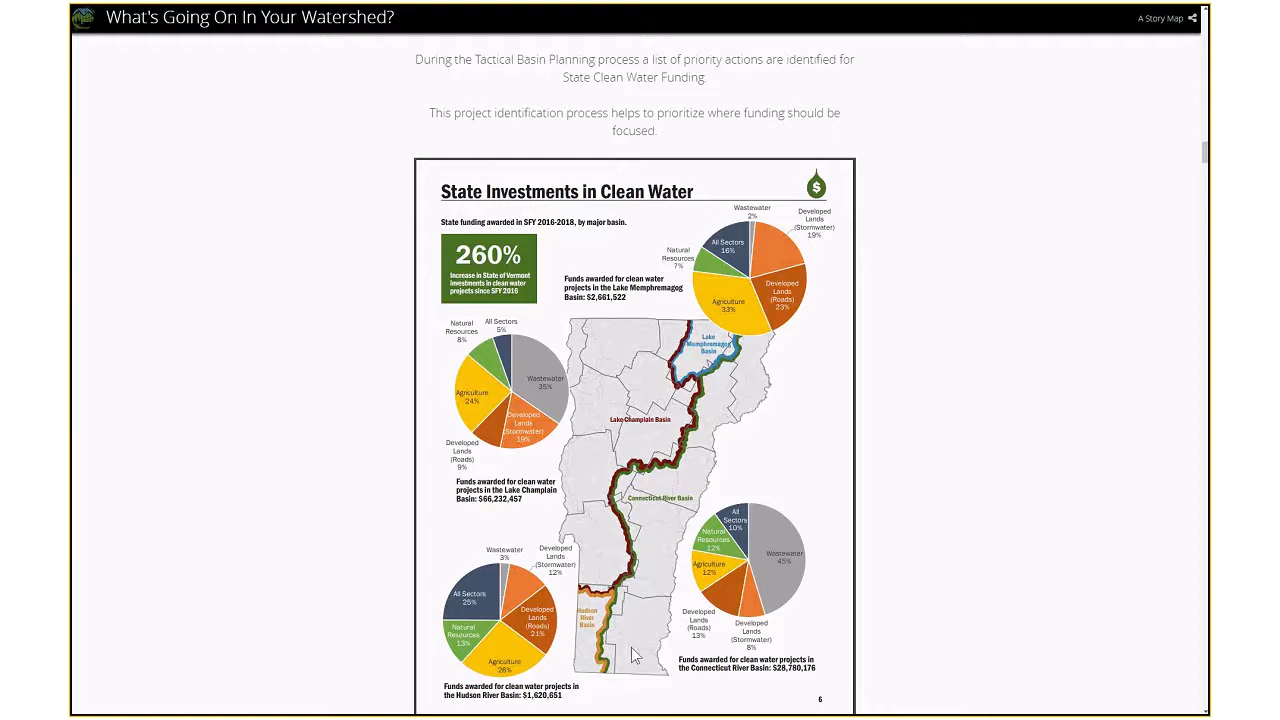 What's Going On In Your Watershed?
A Story Map
During the Tactical Basin Planning process a list of priority actions are identified for
State Clean Water Funding.
This project identification process helps to prioritize where funding should be
focused.
State Investments in Clean Water
$
State funding awarded in SFY 2016-2018, by major basin.
260%
Increase in State of Vermont
investments in clean water
projects since SFY 2016
Funds awarded for clean water
projects in the Lake Memphremagog
Basin: $2,661,522
Wastewater
2%
Developed
Lands
(Stormwater)
19%
All Sectors
16%
Natural
Resources
7%
Developed
Lands
(Roads)
23%
Agriculture
33%
Natural
Resources
8%
All Sectors
5%
Wastewater
35%
Agriculture
24%
Developed
Lands
(Stormwater)
19%
Developed
Lands
(Roads)
9%
Funds awarded for clean water
projects in the Lake Champlain
Basin: $66,232,457
Lake
Memphremagog
Basin
Lake Champlain Basin
Connecticut River Basin
Hudson
River
Basin
All
Sectors
10%
Natural
Resources
12%
Wastewater
45%
Agriculture
12%
Developed
Lands
(Roads)
13%
Developed
Lands
(Stormwater)
8%
Funds awarded for clean water projects in
the Connecticut River Basin: $28,780,176
Wastewater
3%
Developed
Lands
(Stormwater)
12%
All Sectors
25%
Developed
Lands
(Roads)
21%
Natural
Resources
13%
Agriculture
26%
Funds awarded for clean water projects in
the Hudson River Basin: $1,620,651
6